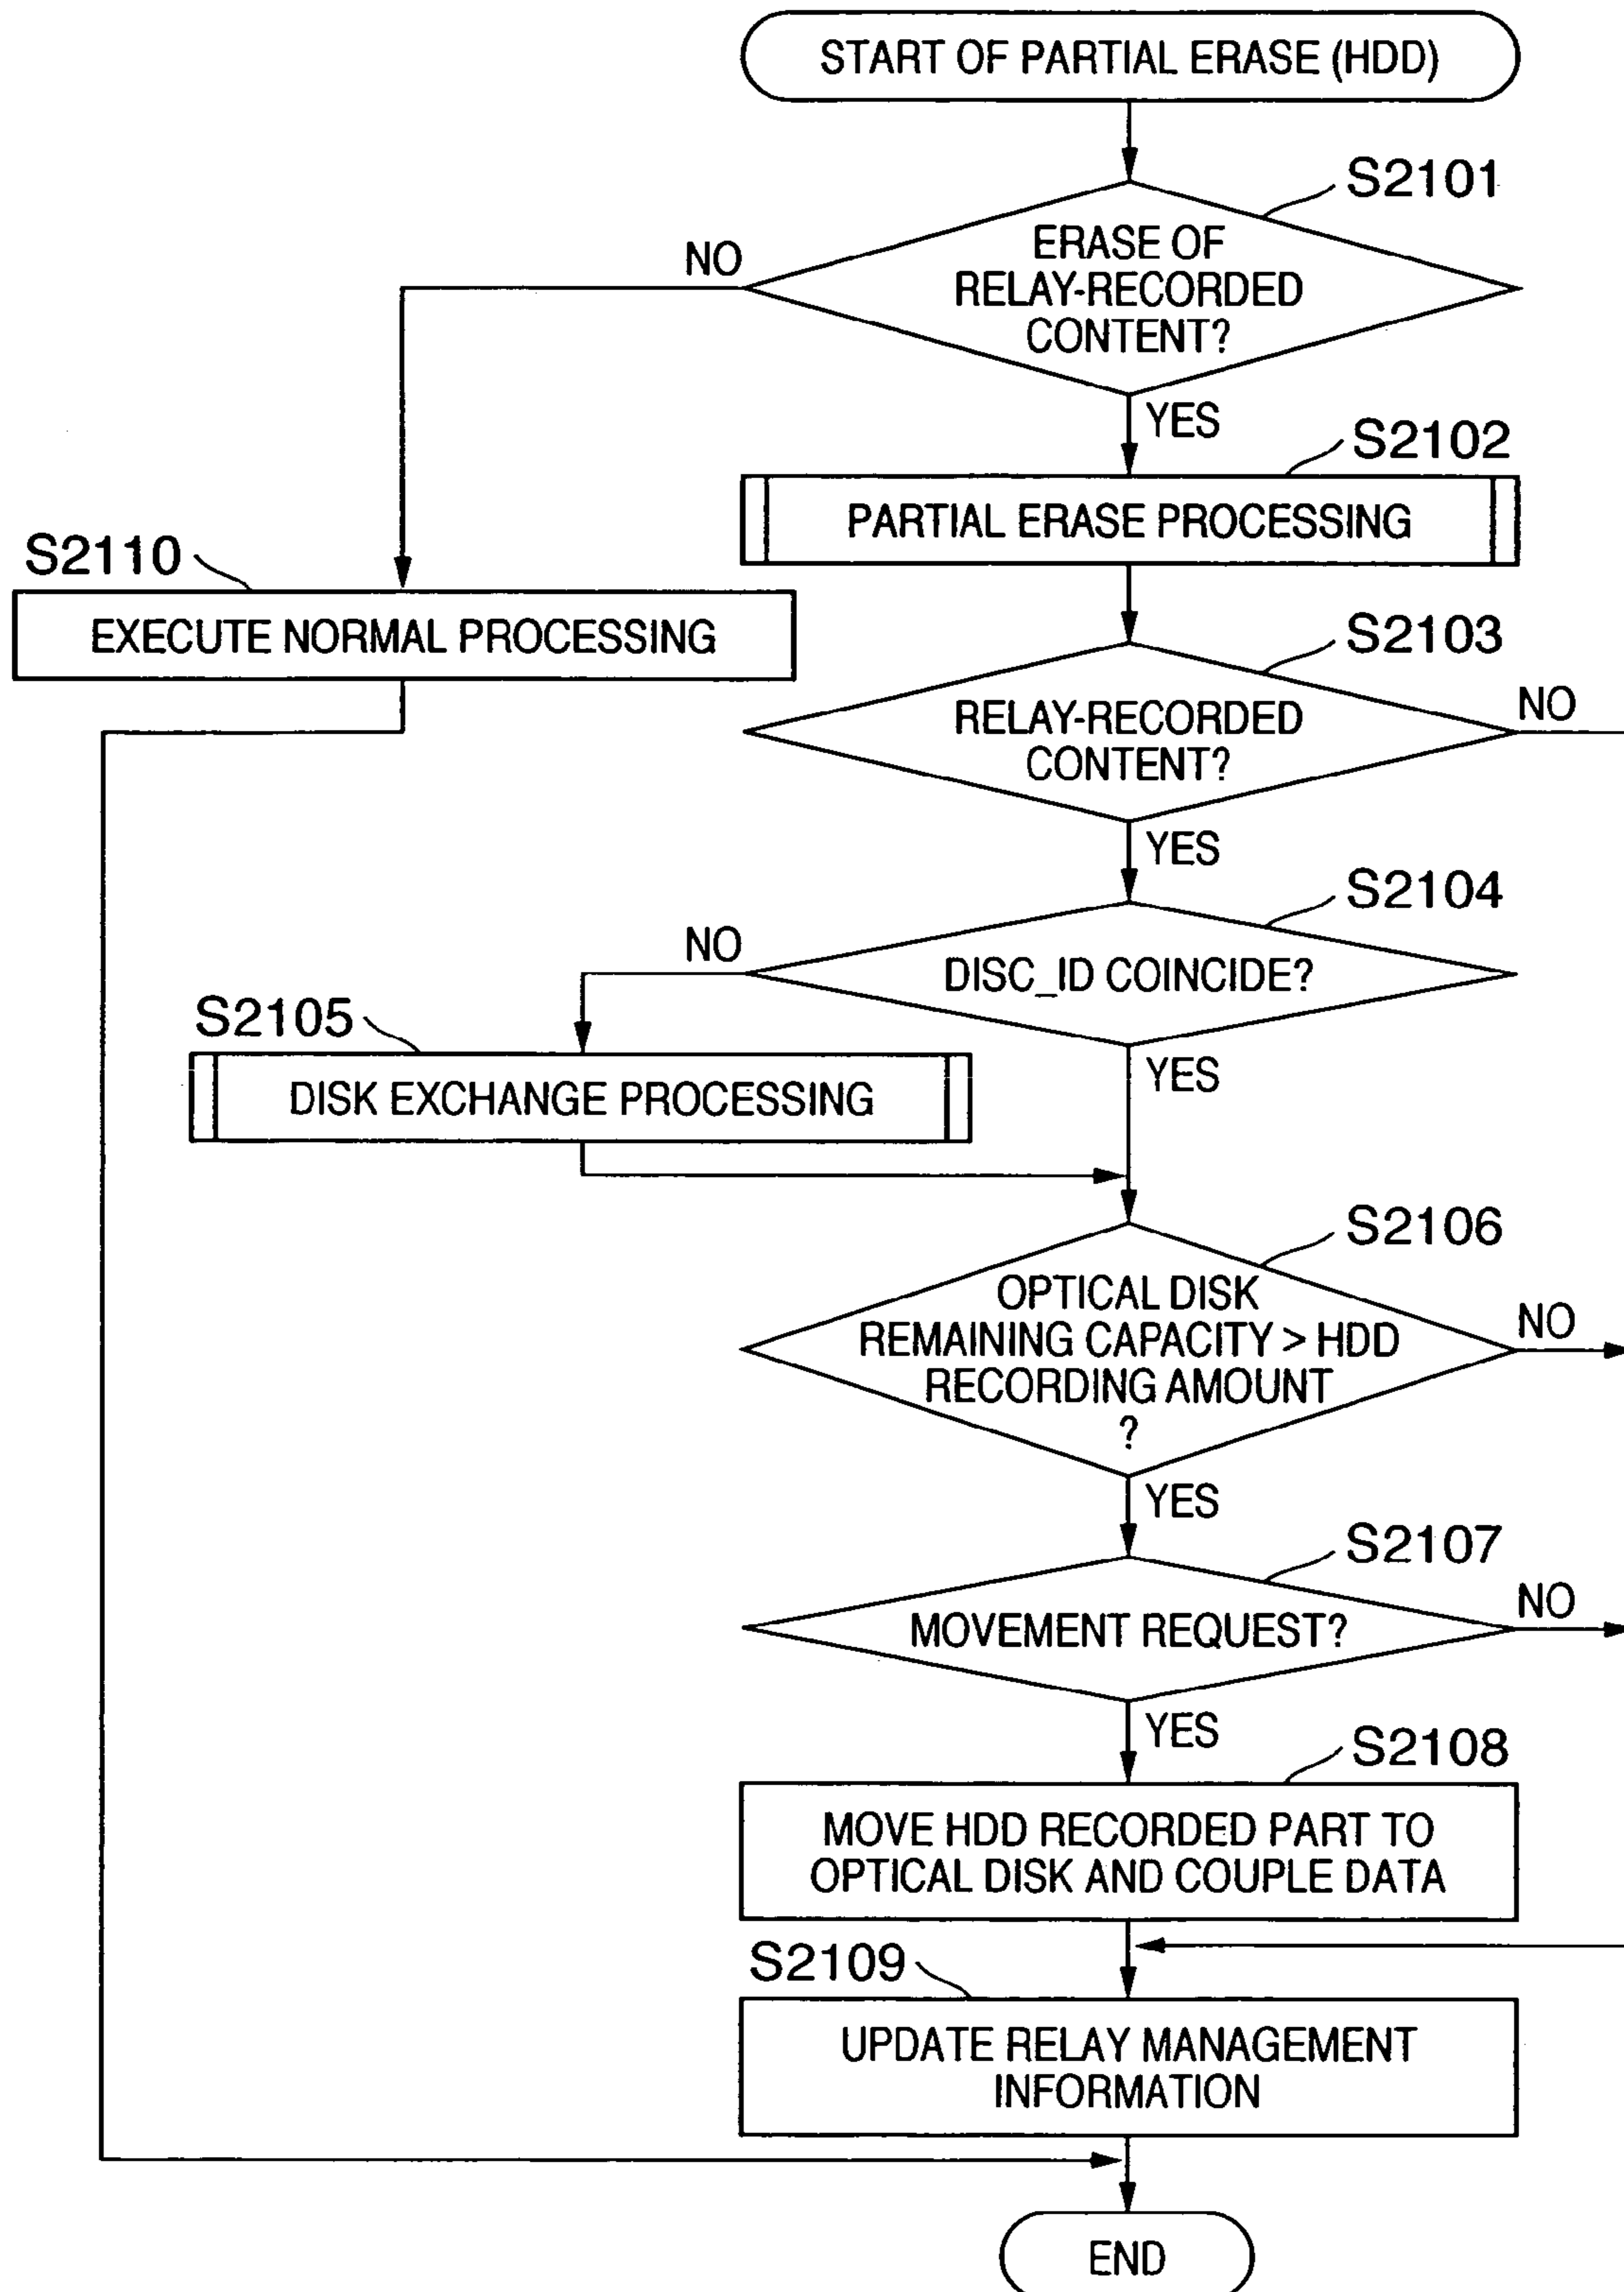 START OF PARTIAL ERASE (HDD)
S2101
ERASE OF
RELAY-RECORDED
CONTENT?
NO
YES
S2102
PARTIAL ERASE PROCESSING
S2110
EXECUTE NORMAL PROCESSING
S2103
RELAY-RECORDED
CONTENT?
NO
YES
S2104
DISC_ID COINCIDE?
NO
YES
S2105
DISK EXCHANGE PROCESSING
S2106
OPTICAL DISK
REMAINING CAPACITY > HDD
RECORDING AMOUNT
?
NO
YES
S2107
MOVEMENT REQUEST?
NO
YES
S2108
MOVE HDD RECORDED PART TO
OPTICAL DISK AND COUPLE DATA
S2109
UPDATE RELAY MANAGEMENT
INFORMATION
END